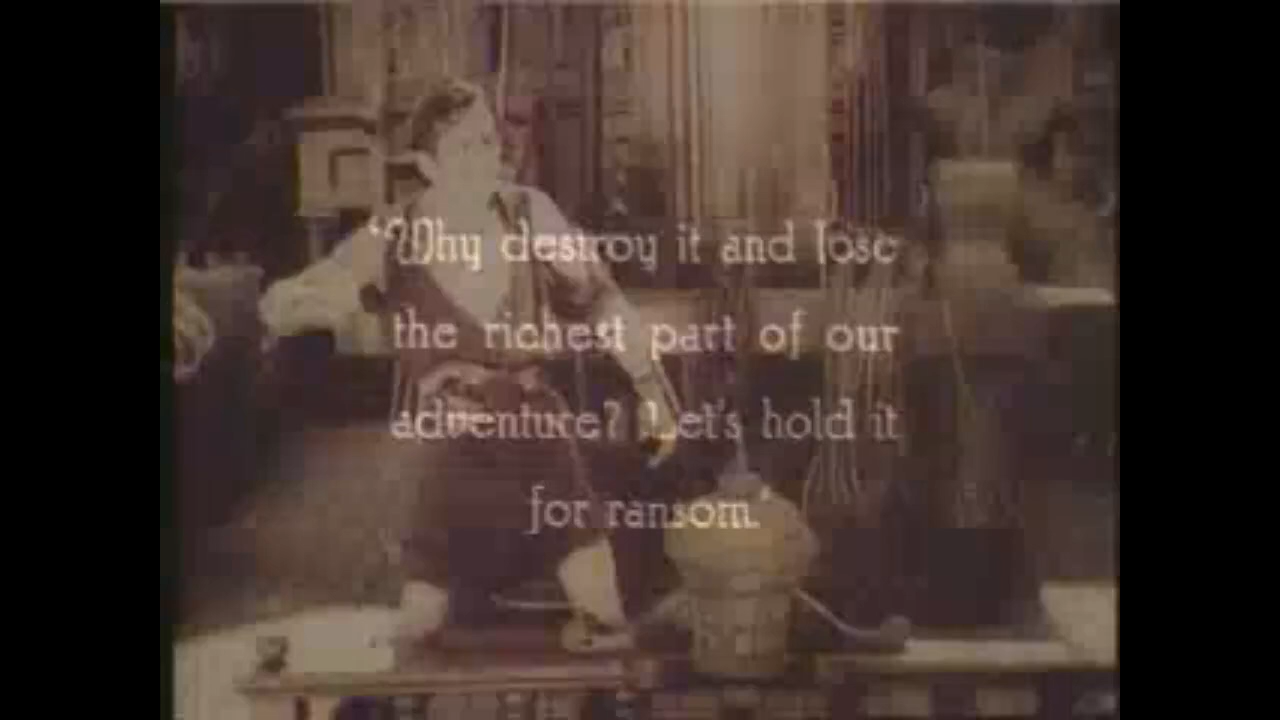 "Why destroy it and lose
the richest part of our
adventure? Let's hold it
for ransom."